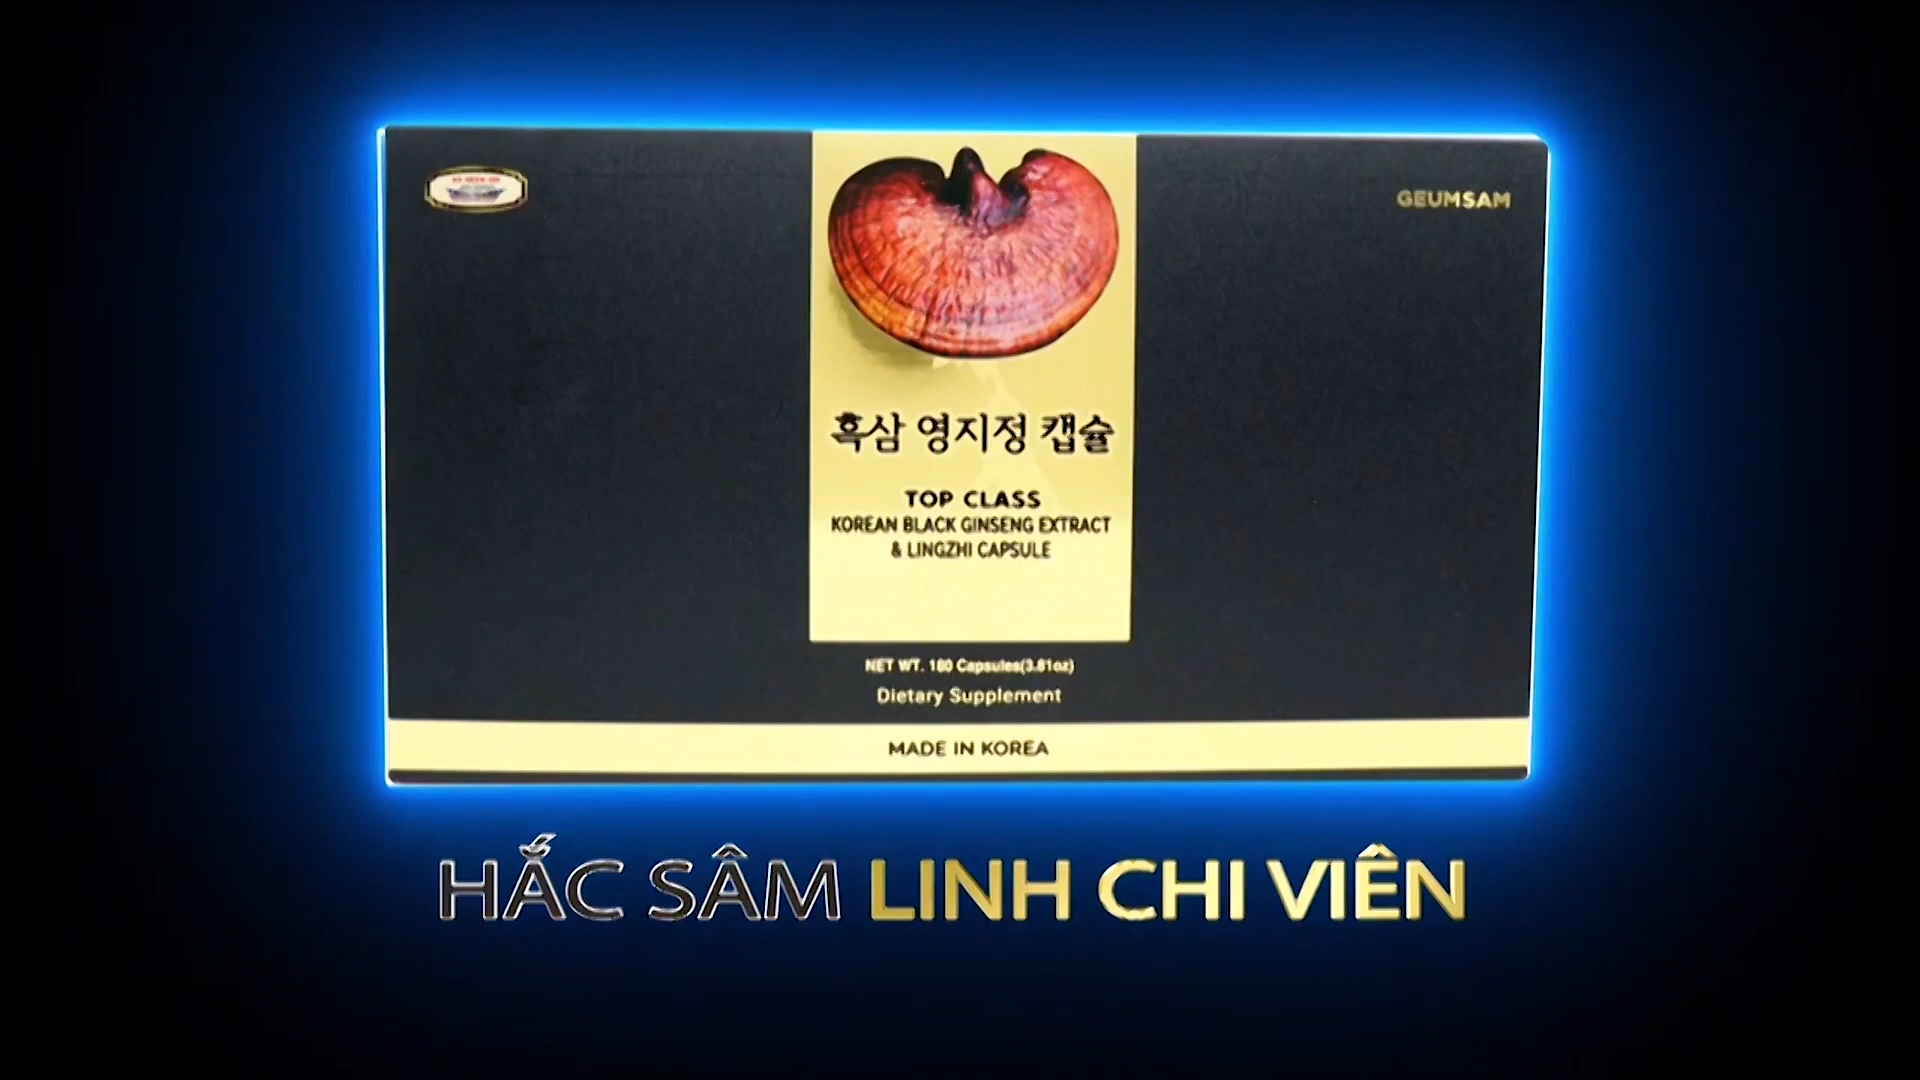 GEUMSAM
흑삼 영지정 캡슐
TOP CLASS
KOREAN BLACK GINSENG EXTRACT
& LINGZHI CAPSULE
NET WT. 180 Capsules(3.81oz)
Dietary Supplement
MADE IN KOREA
HẮC SÂM LINH CHI VIÊN